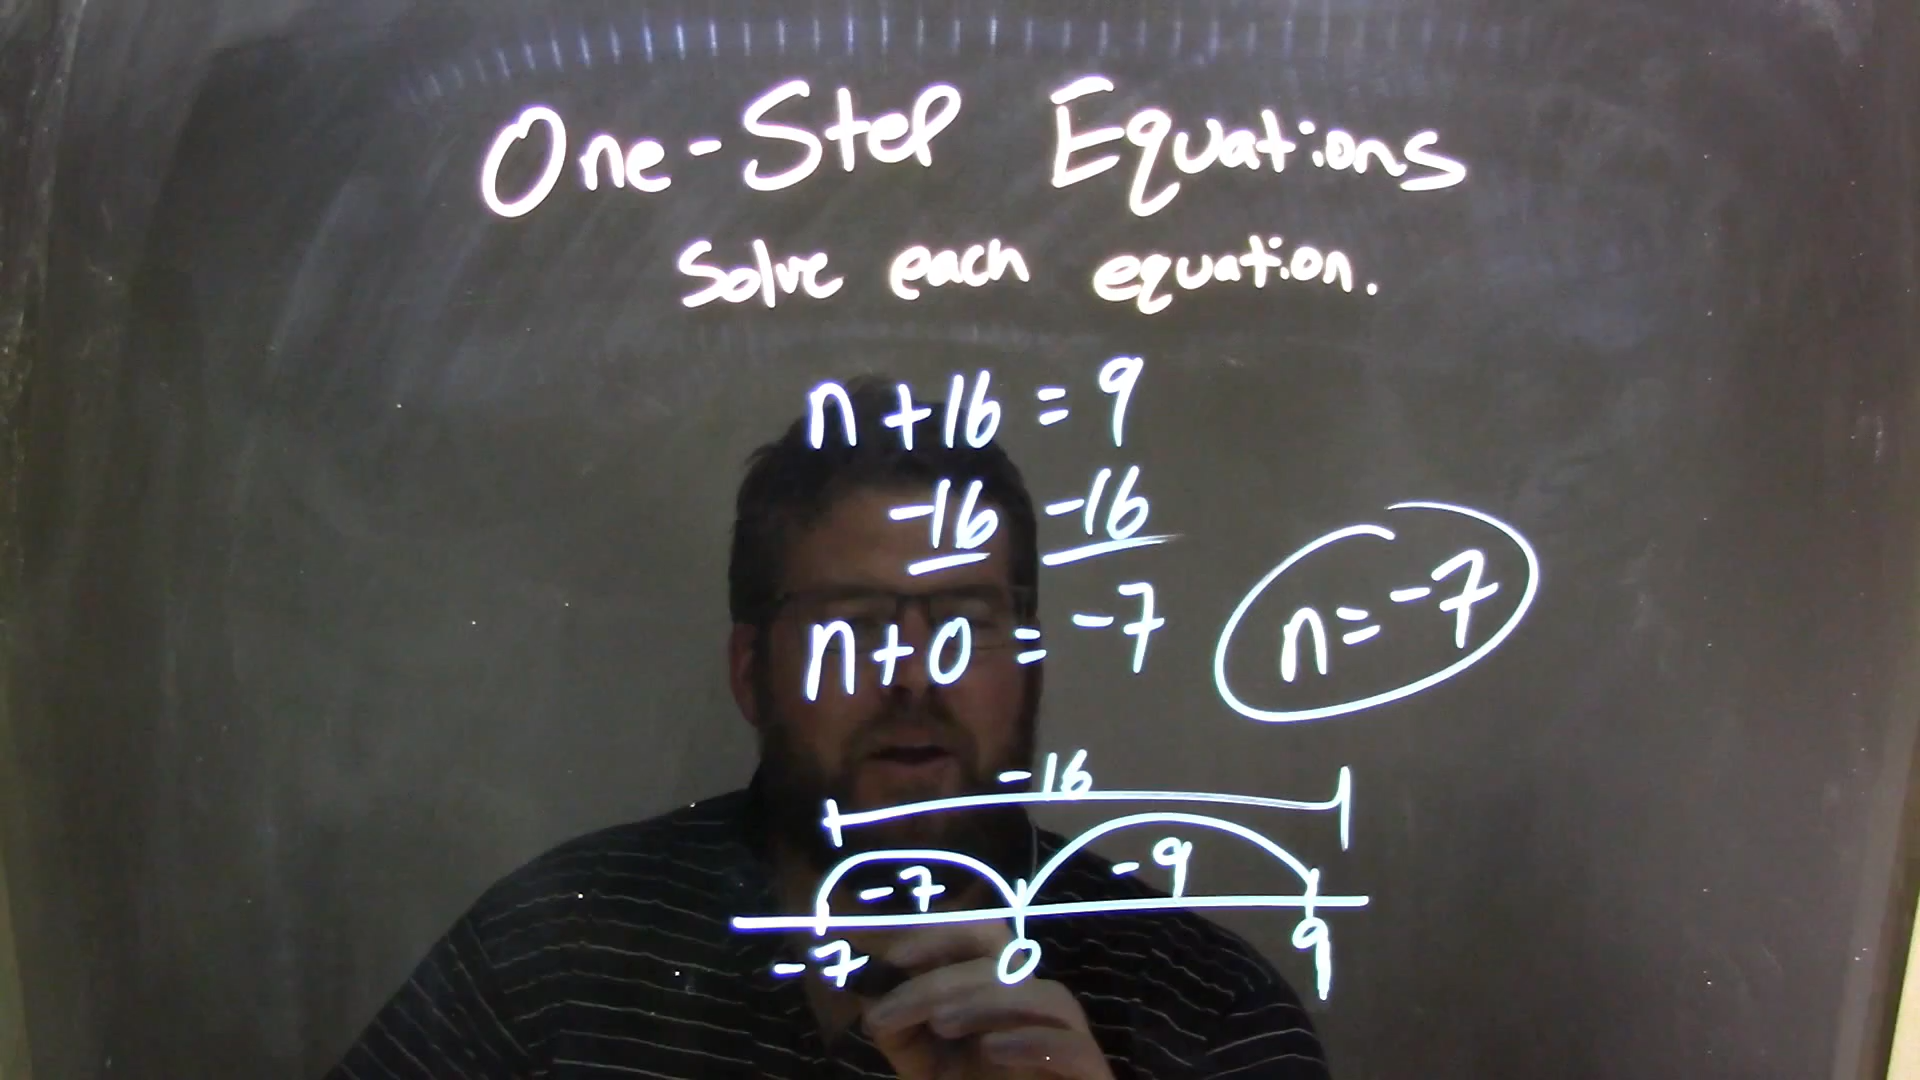 One-Step Equations
Solve each equation.
n + 16 = 9
-16 -16
n + 0 = -7
n = -7
-16
-7 -9
-7 0 9